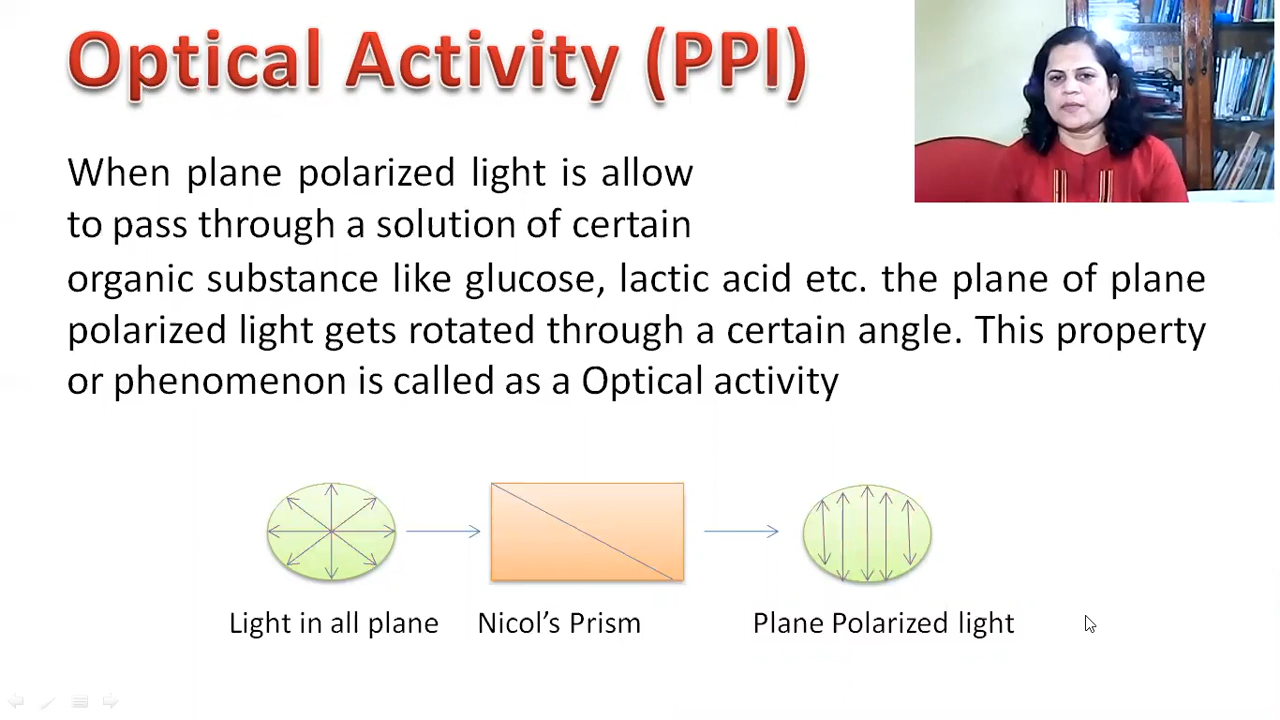 Optical Activity (PPl)
When plane polarized light is allow
to pass through a solution of certain
organic substance like glucose, lactic acid etc. the plane of plane
polarized light gets rotated through a certain angle. This property
or phenomenon is called as a Optical activity
Light in all plane
Nicol's Prism
Plane Polarized light